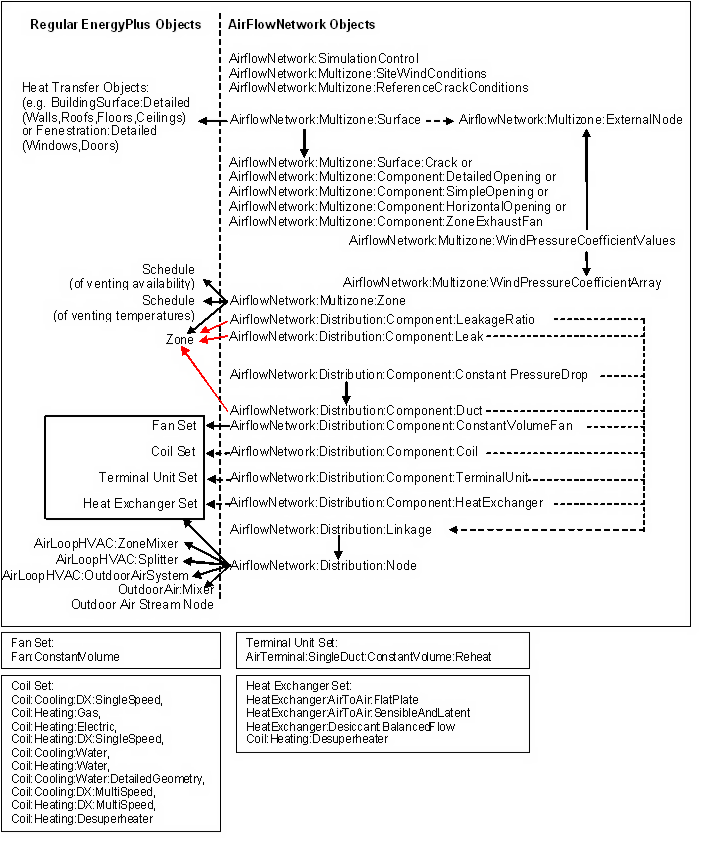 Regular EnergyPlus Objects
AirFlowNetwork Objects
AirflowNetwork:SimulationControl
AirflowNetwork:Multizone:SiteWindConditions
AirflowNetwork:Multizone:ReferenceCrackConditions
Heat Transfer Objects:
(e.g. BuildingSurface:Detailed
(Walls,Roofs,Floors,Ceilings)
or Fenestration:Detailed
(Windows,Doors)
AirflowNetwork:Multizone:Surface
AirflowNetwork:Multizone:ExternalNode
AirflowNetwork:Multizone:Surface:Crack or
AirflowNetwork:Multizone:Component:DetailedOpening or
AirflowNetwork:Multizone:Component:SimpleOpening or
AirflowNetwork:Multizone:Component:HorizontalOpening or
AirflowNetwork:Multizone:Component:ZoneExhaustFan
AirflowNetwork:Multizone:WindPressureCoefficientValues
AirflowNetwork:Multizone:WindPressureCoefficientArray
Schedule
(of venting availability)
Schedule
(of venting temperatures)
Zone
AirflowNetwork:Multizone:Zone
AirflowNetwork:Distribution:Component:LeakageRatio
AirflowNetwork:Distribution:Component:Leak
AirflowNetwork:Distribution:Component:Constant PressureDrop
AirflowNetwork:Distribution:Component:Duct
Fan Set
AirflowNetwork:Distribution:Component:ConstantVolumeFan
Coil Set
AirflowNetwork:Distribution:Component:Coil
Terminal Unit Set
AirflowNetwork:Distribution:Component:TerminalUnit
Heat Exchanger Set
AirflowNetwork:Distribution:Component:HeatExchanger
AirflowNetwork:Distribution:Linkage
AirLoopHVAC:ZoneMixer
AirLoopHVAC:Splitter
AirLoopHVAC:OutdoorAirSystem
OutdoorAir:Mixer
Outdoor Air Stream Node
AirflowNetwork:Distribution:Node
Fan Set:
Fan:ConstantVolume
Terminal Unit Set:
AirTerminal:SingleDuct:ConstantVolume:Reheat
Coil Set:
Coil:Cooling:DX:SingleSpeed,
Coil:Heating:Gas,
Coil:Heating:Electric,
Coil:Heating:DX:SingleSpeed,
Coil:Cooling:Water,
Coil:Heating:Water,
Coil:Cooling:Water:DetailedGeometry,
Coil:Cooling:DX:MultiSpeed,
Coil:Heating:DX:MultiSpeed,
Coil:Heating:Desuperheater
Heat Exchanger Set:
HeatExchanger:AirToAir:FlatPlate
HeatExchanger:AirToAir:SensibleAndLatent
HeatExchanger:Desiccant:BalancedFlow
Coil:Heating:Desuperheater